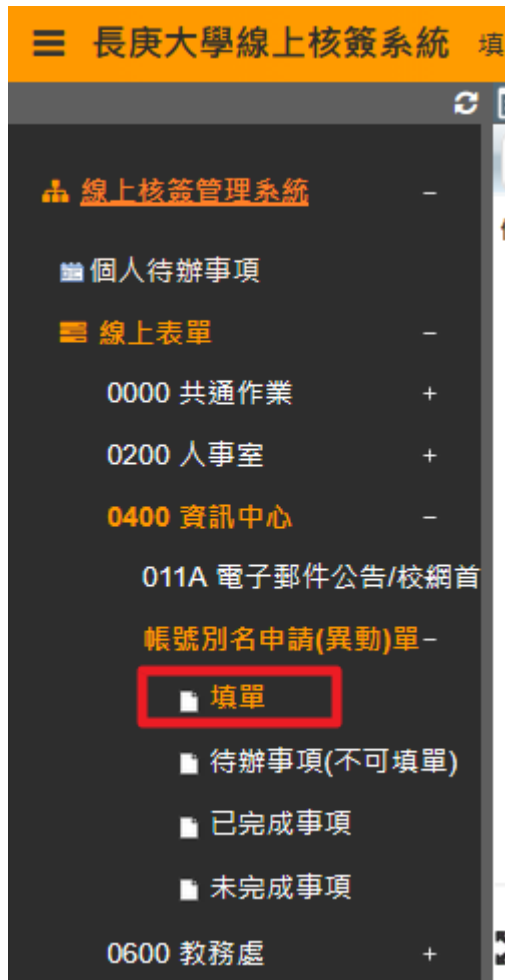 長庚大學線上核簽系統 填
線上核簽管理系統 −
個人待辦事項
線上表單 −
0000 共通作業 +
0200 人事室 +
0400 資訊中心 −
011A 電子郵件公告/校網首
帳號別名申請(異動)單−
填單
待辦事項(不可填單)
已完成事項
未完成事項
0600 教務處 +